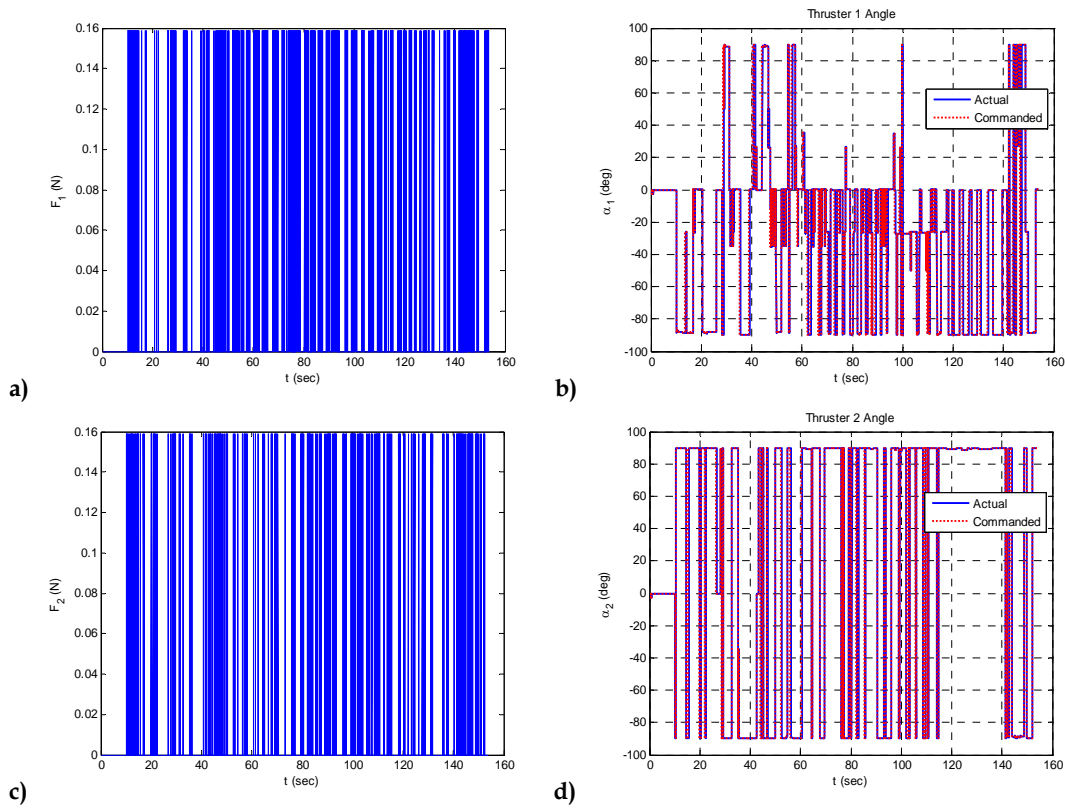 0.16
0.14
0.12
0.1
0.08
0.06
0.04
0.02
0
F1 (N)
0 20 40 60 80 100 120 140 160
t (sec)
a)
Thruster 1 Angle
100
80
60
40
20
0
-20
-40
-60
-80
-100
α1 (deg)
Actual
Commanded
0 20 40 60 80 100 120 140 160
t (sec)
b)
0.16
0.14
0.12
0.1
0.08
0.06
0.04
0.02
0
F2 (N)
0 20 40 60 80 100 120 140 160
t (sec)
c)
Thruster 2 Angle
100
80
60
40
20
0
-20
-40
-60
-80
-100
α2 (deg)
Actual
Commanded
0 20 40 60 80 100 120 140 160
t (sec)
d)